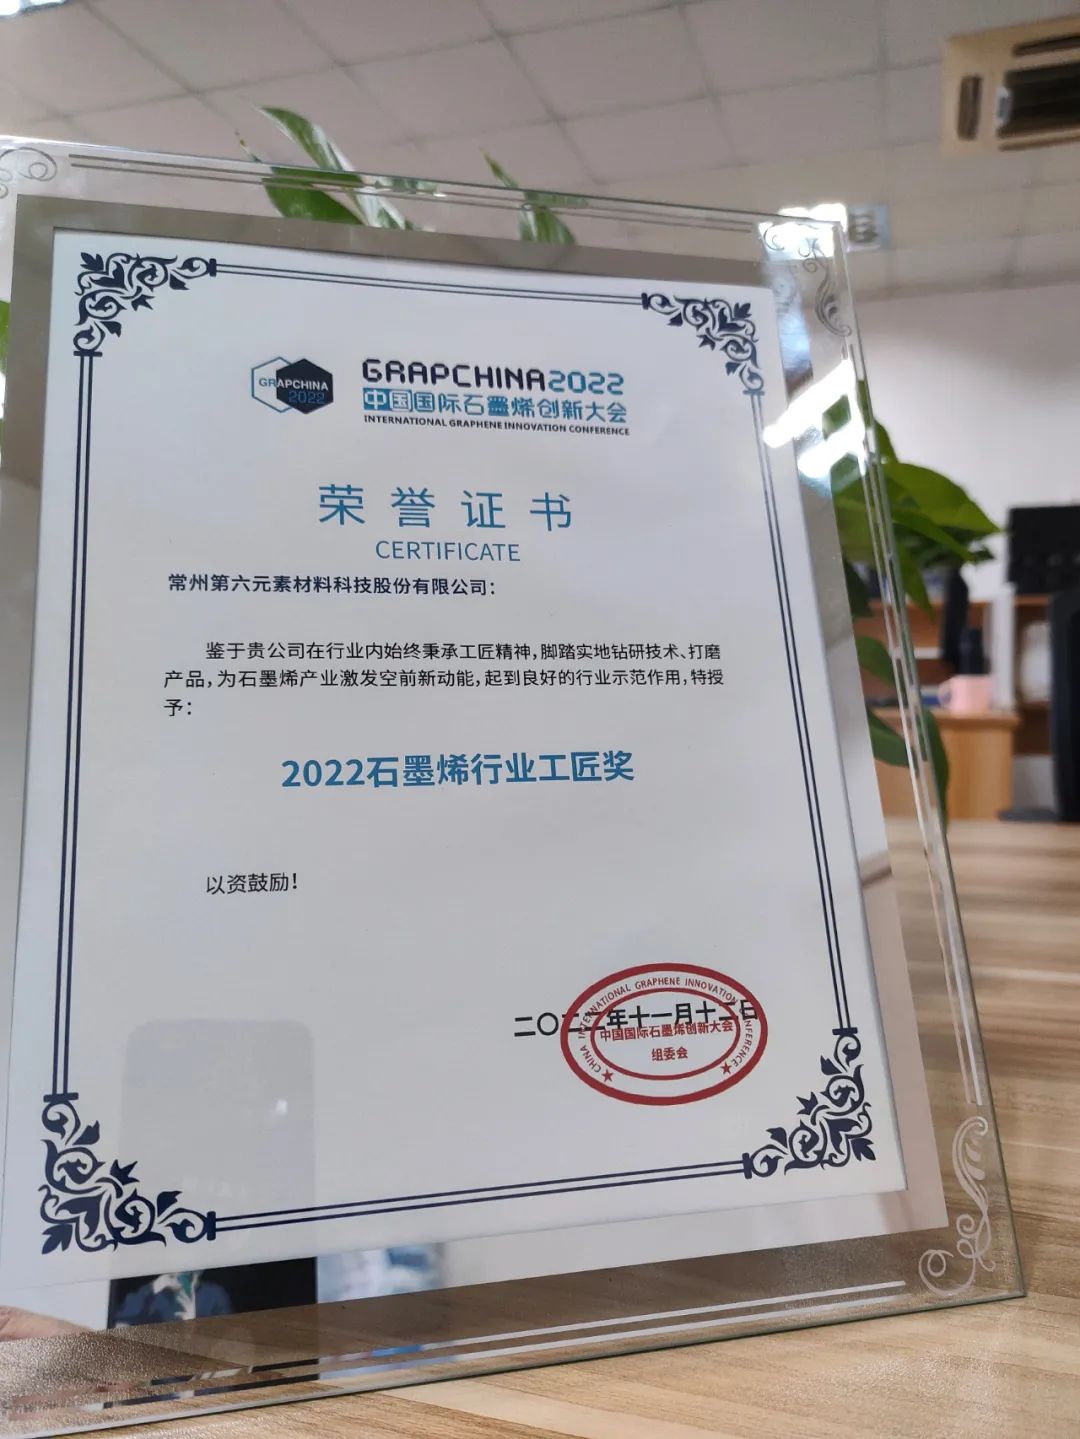 GRAPCHINA
2022
GRAPCHINA2022
中国国际石墨烯创新大会
INTERNATIONAL GRAPHENE INNOVATION CONFERENCE
荣誉证书
CERTIFICATE
常州第六元素材料科技股份有限公司：
鉴于贵公司在行业内始终秉承工匠精神，脚踏实地钻研技术、打磨
产品，为石墨烯产业激发空前新动能，起到良好的行业示范作用，特授
予：
2022石墨烯行业工匠奖
以资鼓励！
二〇二二年十一月十二日
CHINA INTERNATIONAL GRAPHENE INNOVATION CONFERENCE
中国国际石墨烯创新大会
组委会